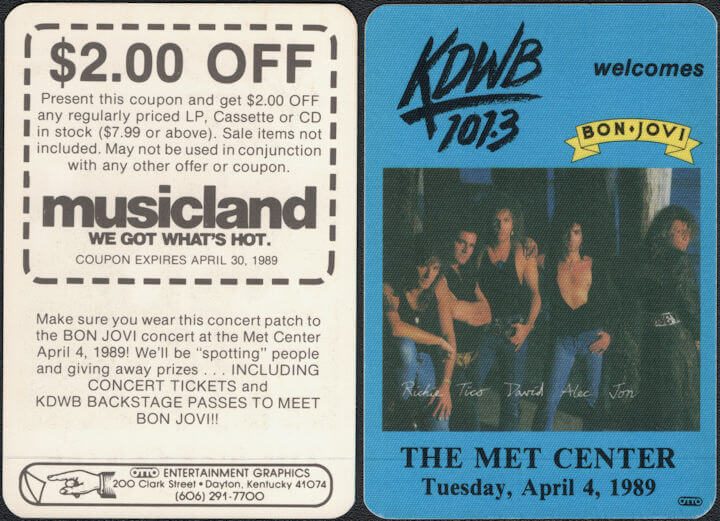 $2.00 OFF
Present this coupon and get $2.00 OFF
any regularly priced LP, Cassette or CD
in stock ($7.99 or above). Sale items not
included. May not be used in conjunction
with any other offer or coupon.
musicland
WE GOT WHAT'S HOT.
COUPON EXPIRES APRIL 30, 1989
Make sure you wear this concert patch to
the BON JOVI concert at the Met Center
April 4, 1989! We'll be "spotting" people
and giving away prizes . . . INCLUDING
CONCERT TICKETS and
KDWB BACKSTAGE PASSES TO MEET
BON JOVI!!
OTTO ENTERTAINMENT GRAPHICS
200 Clark Street • Dayton, Kentucky 41074
(606) 291-7700
KDWB
101.3
welcomes
BON•JOVI
Richie Tico David Alec Jon
THE MET CENTER
Tuesday, April 4, 1989
OTTO